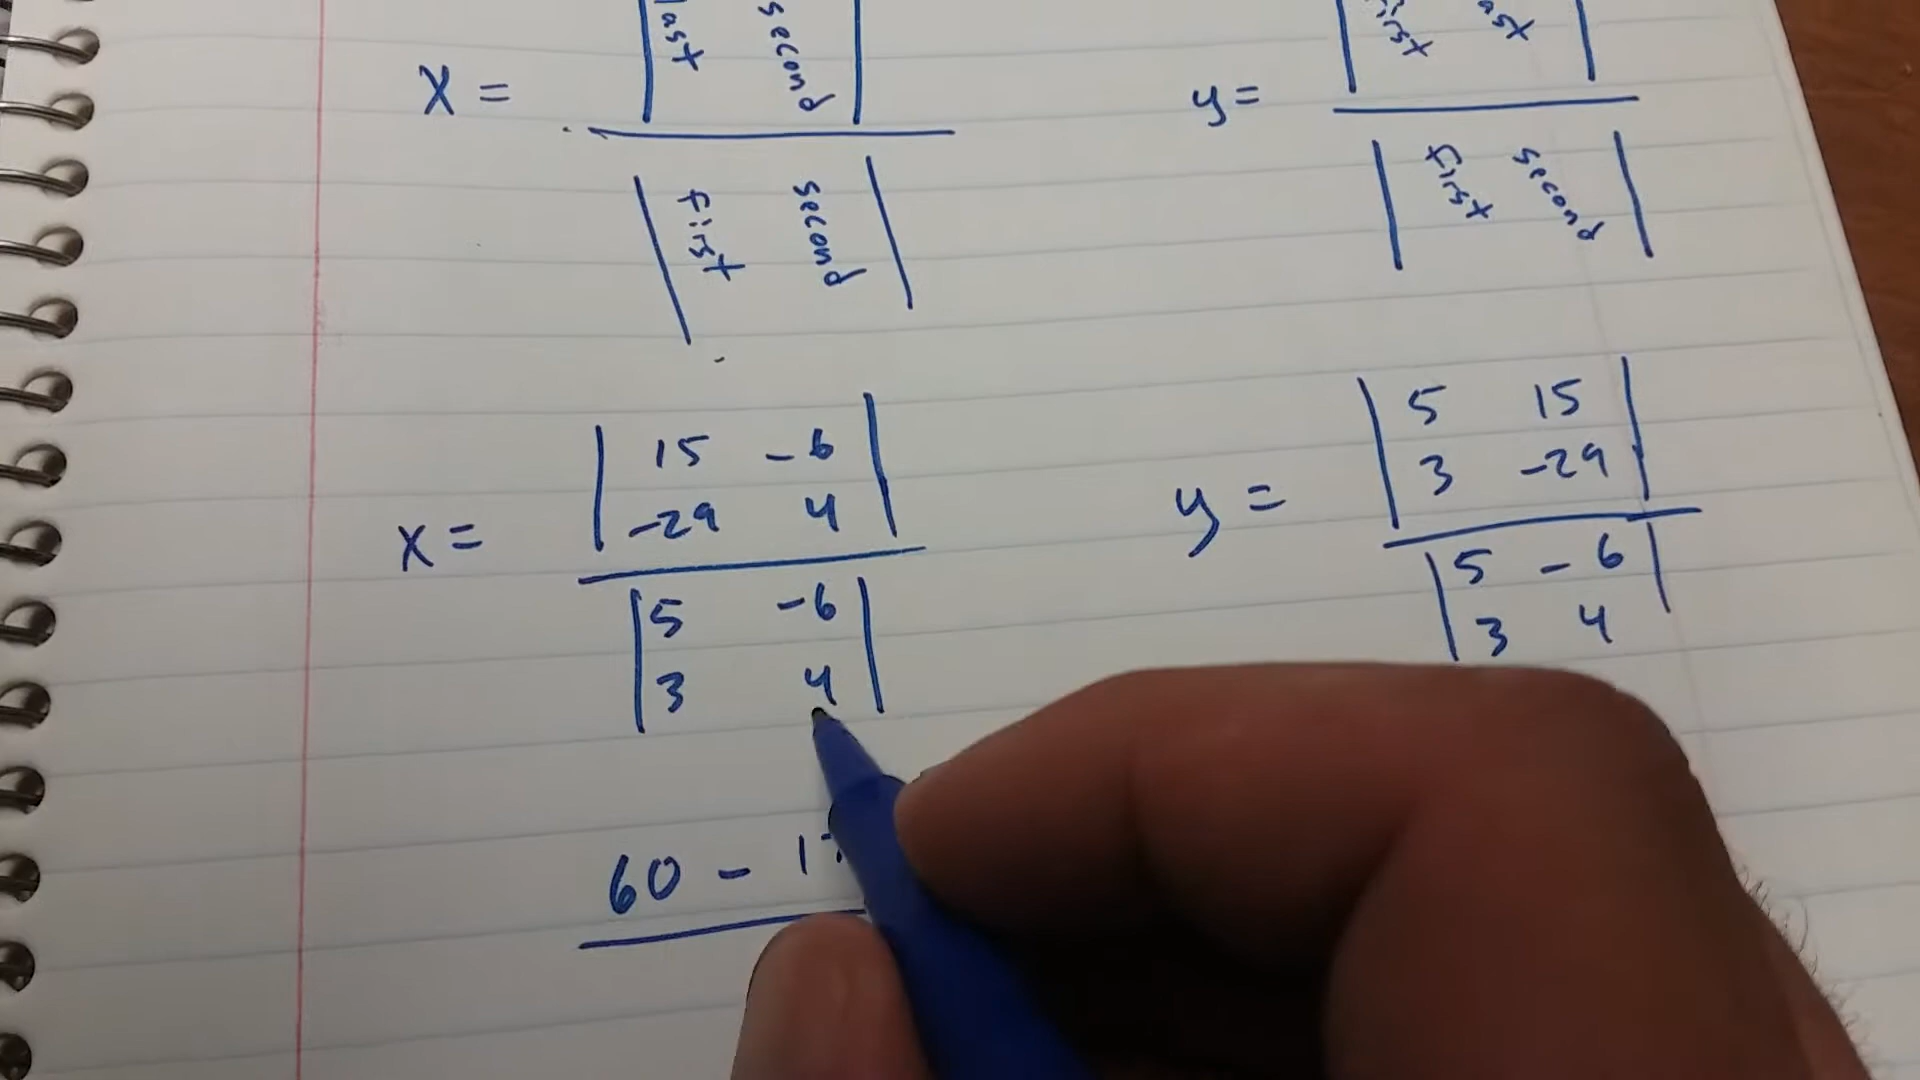 last second
first last
x =
y =
first second
first second
15 -6
-29 4
x =
5 -6
3 4
5 15
3 -29
y =
5 -6
3 4
60 -